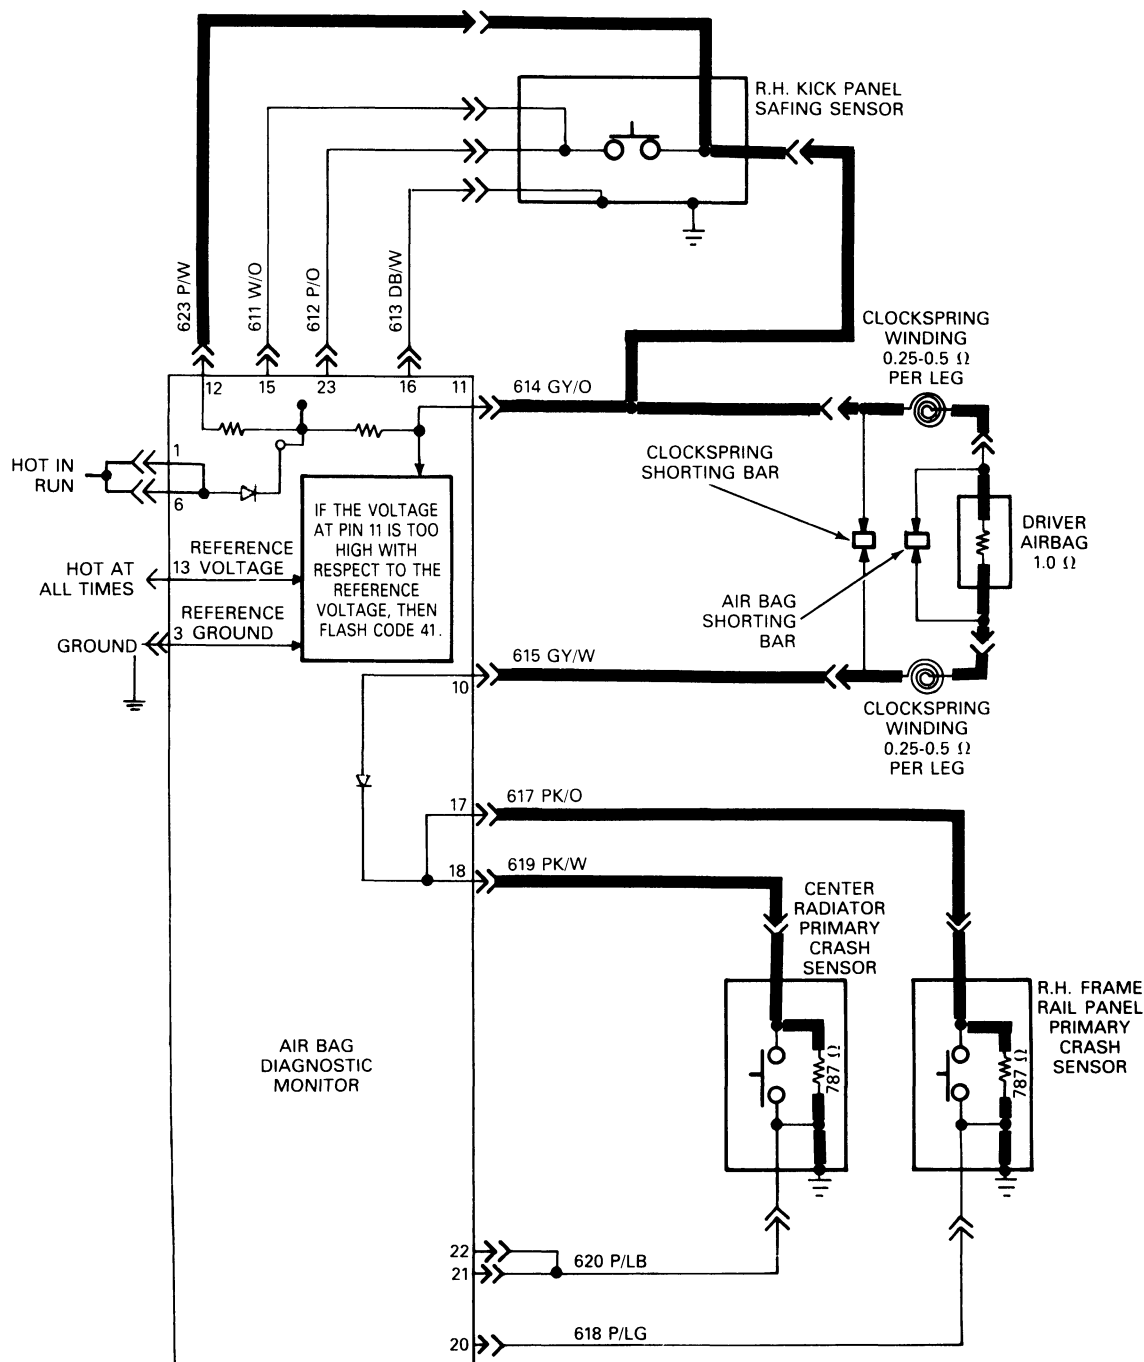 R.H. KICK PANEL
SAFING SENSOR
623 P/W
611 W/O
612 P/O
613 DB/W
12
15
23
16
11
614 GY/O
CLOCKSPRING
WINDING
0.25-0.5 Ω
PER LEG
HOT IN
RUN
1
6
CLOCKSPRING
SHORTING BAR
IF THE VOLTAGE
AT PIN 11 IS TOO
HIGH WITH
RESPECT TO THE
REFERENCE
VOLTAGE, THEN
FLASH CODE 41.
DRIVER
AIRBAG
1.0 Ω
HOT AT
ALL TIMES
13
REFERENCE
VOLTAGE
AIR BAG
SHORTING
BAR
GROUND
3
REFERENCE
GROUND
615 GY/W
10
CLOCKSPRING
WINDING
0.25-0.5 Ω
PER LEG
17
617 PK/O
18
619 PK/W
CENTER
RADIATOR
PRIMARY
CRASH
SENSOR
R.H. FRAME
RAIL PANEL
PRIMARY
CRASH
SENSOR
787 Ω
787 Ω
AIR BAG
DIAGNOSTIC
MONITOR
22
21
620 P/LB
20
618 P/LG